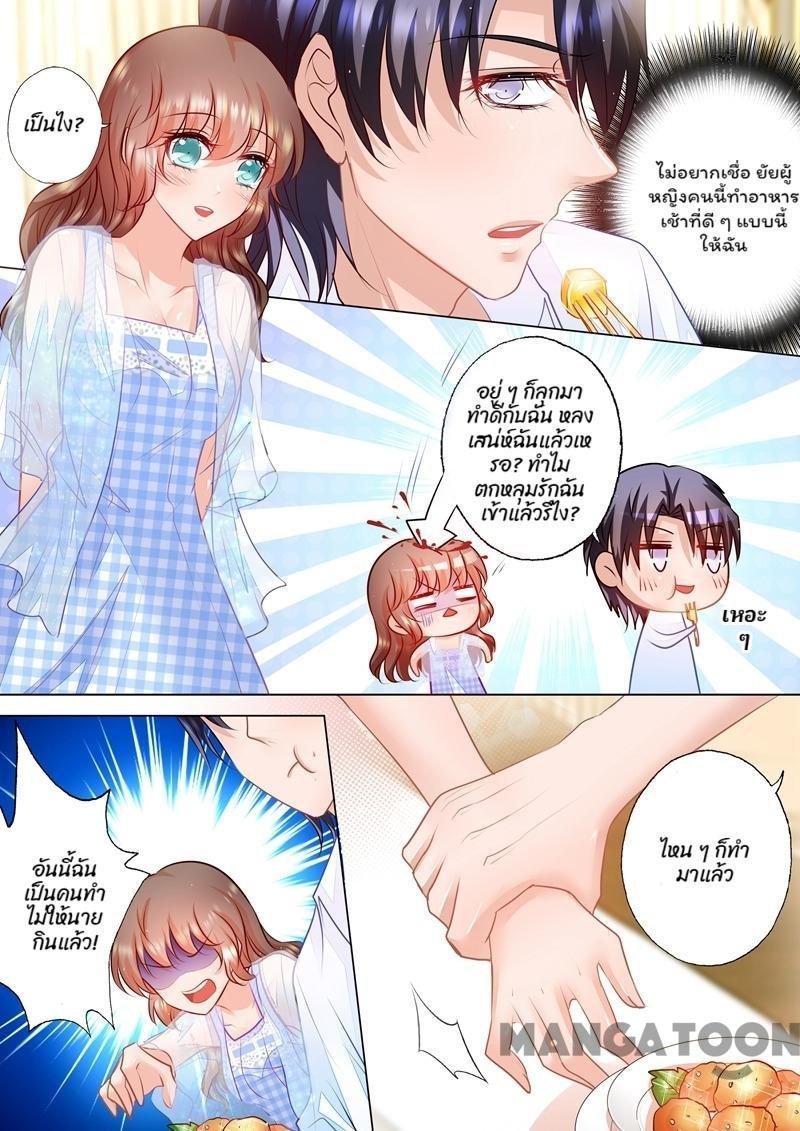 เป็นไง?
ไม่อยากเชื่อ ยัยผู้
หญิงคนนี้ทำอาหาร
เช้าที่ดี ๆ แบบนี้
ให้ฉัน
อยู่ ๆ ก็ลุกมา
ทำดีกับฉัน หลง
เสน่ห์ฉันแล้วเห
รอ? ทำไม
ตกหลุมรักฉัน
เข้าแล้วรึไง?
เหอะ
ๆ
อันนี้ฉัน
เป็นคนทำ
ไม่ให้นาย
กินแล้ว!
ไหน ๆ ก็ทำ
มาแล้ว
MANGATOON